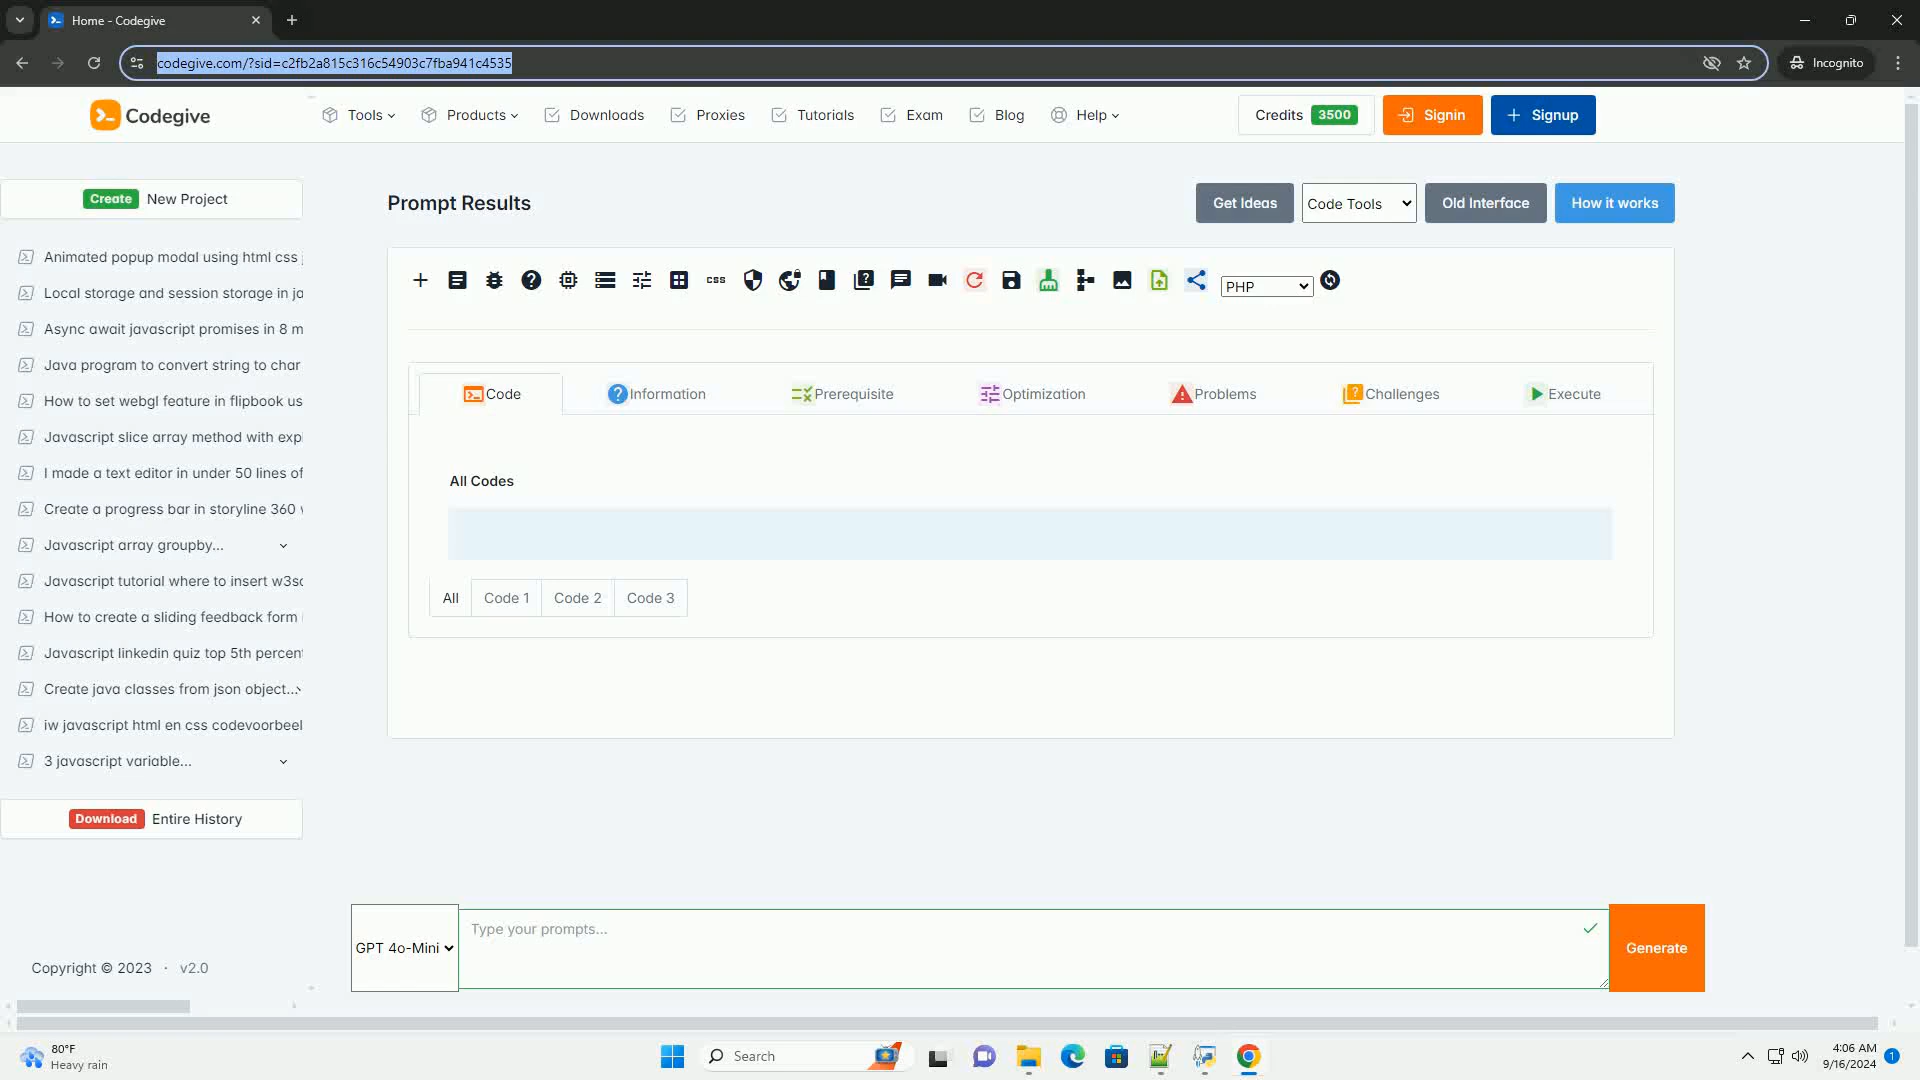 Home - Codegive
codegive.com/?sid=c2fb2a815c316c54903c7fba941c4535
Incognito
Codegive
Tools
Products
Downloads
Proxies
Tutorials
Exam
Blog
Help
Credits 3500
Signin
Signup
Create New Project
Animated popup modal using html css
Local storage and session storage in ja
Async await javascript promises in 8 m
Java program to convert string to char
How to set webgl feature in flipbook us
Javascript slice array method with exp
I made a text editor in under 50 lines of
Create a progress bar in storyline 360
Javascript array groupby...
Javascript tutorial where to insert w3sc
How to create a sliding feedback form
Javascript linkedin quiz top 5th percent
Create java classes from json object...
iw javascript html en css codevoorbeel
3 javascript variable...
Download Entire History
Copyright © 2023 · v2.0
Prompt Results
Get Ideas
Code Tools
Old Interface
How it works
css
PHP
Code
Information
Prerequisite
Optimization
Problems
Challenges
Execute
All Codes
All
Code 1
Code 2
Code 3
GPT 4o-Mini
Type your prompts...
Generate
80°F
Heavy rain
Search
4:06 AM
9/16/2024
1